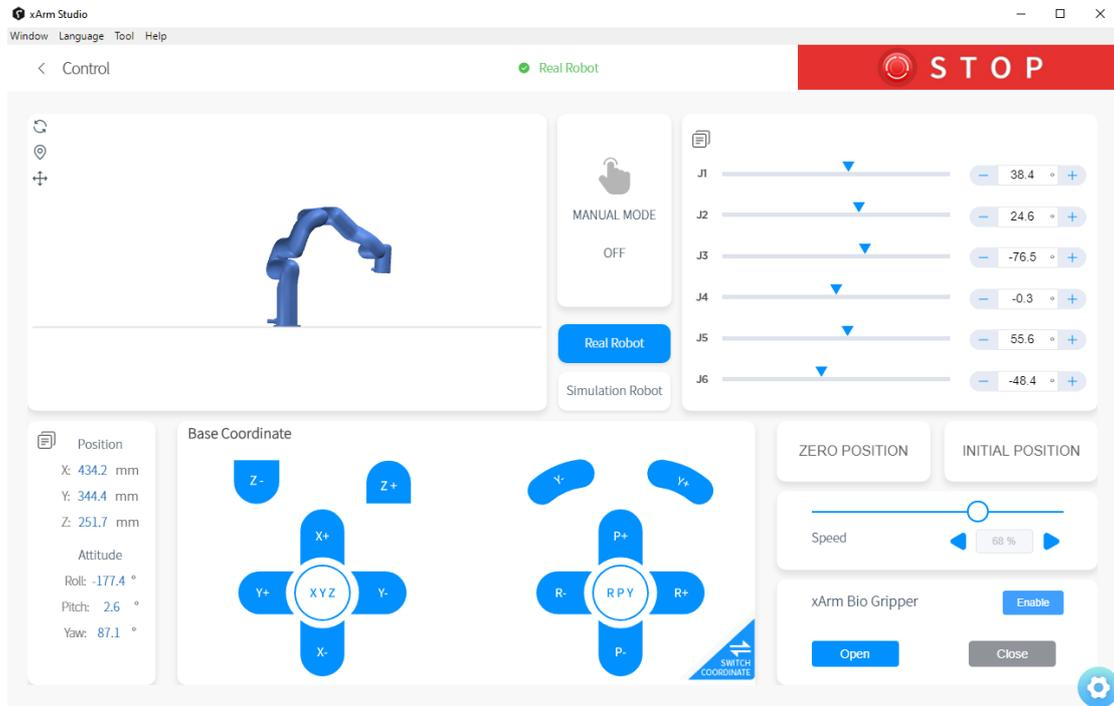 xArm Studio
Window Language Tool Help
Control
Real Robot
STOP
MANUAL MODE
OFF
Real Robot
Simulation Robot
J1 − 38.4 ° +
J2 − 24.6 ° +
J3 − -76.5 ° +
J4 − -0.3 ° +
J5 − 55.6 ° +
J6 − -48.4 ° +
Position
X: 434.2 mm
Y: 344.4 mm
Z: 251.7 mm
Attitude
Roll: -177.4 °
Pitch: 2.6 °
Yaw: 87.1 °
Base Coordinate
Z- Z+
X+
Y+ XYZ Y-
X-
Y- Y+
P+
R- RPY R+
P-
SWITCH
COORDINATE
ZERO POSITION
INITIAL POSITION
Speed 68 %
xArm Bio Gripper
Enable
Open
Close